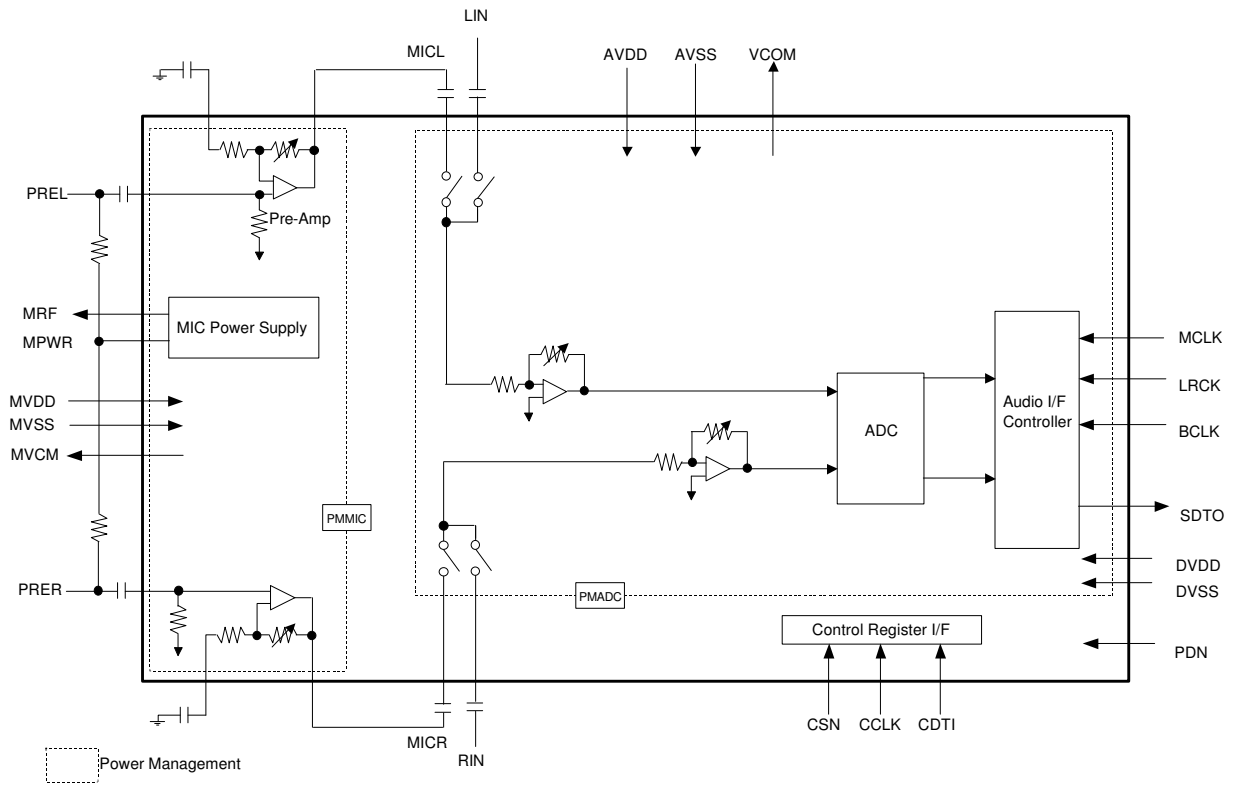 LIN
MICL
AVDD
AVSS
VCOM
PREL
Pre-Amp
MRF
MIC Power Supply
MPWR
MCLK
LRCK
MVDD
Audio I/F
Controller
MVSS
BCLK
ADC
MVCM
PMMIC
SDTO
DVDD
PRER
PMADC
DVSS
Control Register I/F
PDN
CSN
CCLK
CDTI
MICR
RIN
Power Management